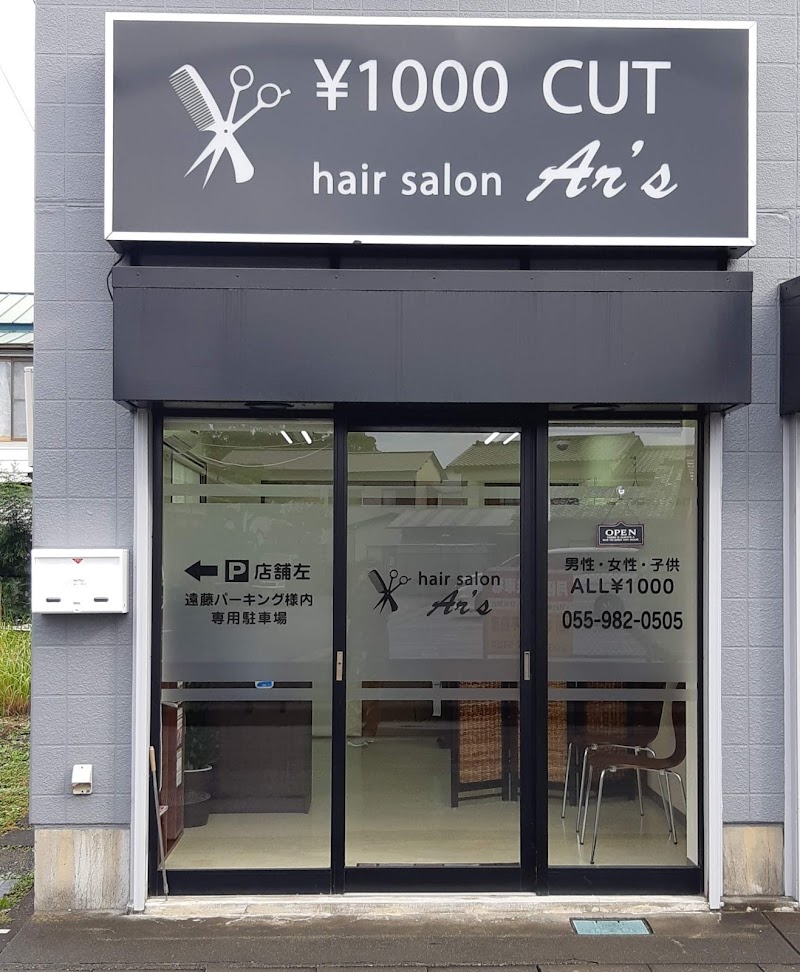 ¥1000 CUT
hair salon Ar's
OPEN
← P 店舗左
遠藤パーキング様内
専用駐車場
hair salon
Ar's
男性・女性・子供
ALL¥1000
055-982-0505